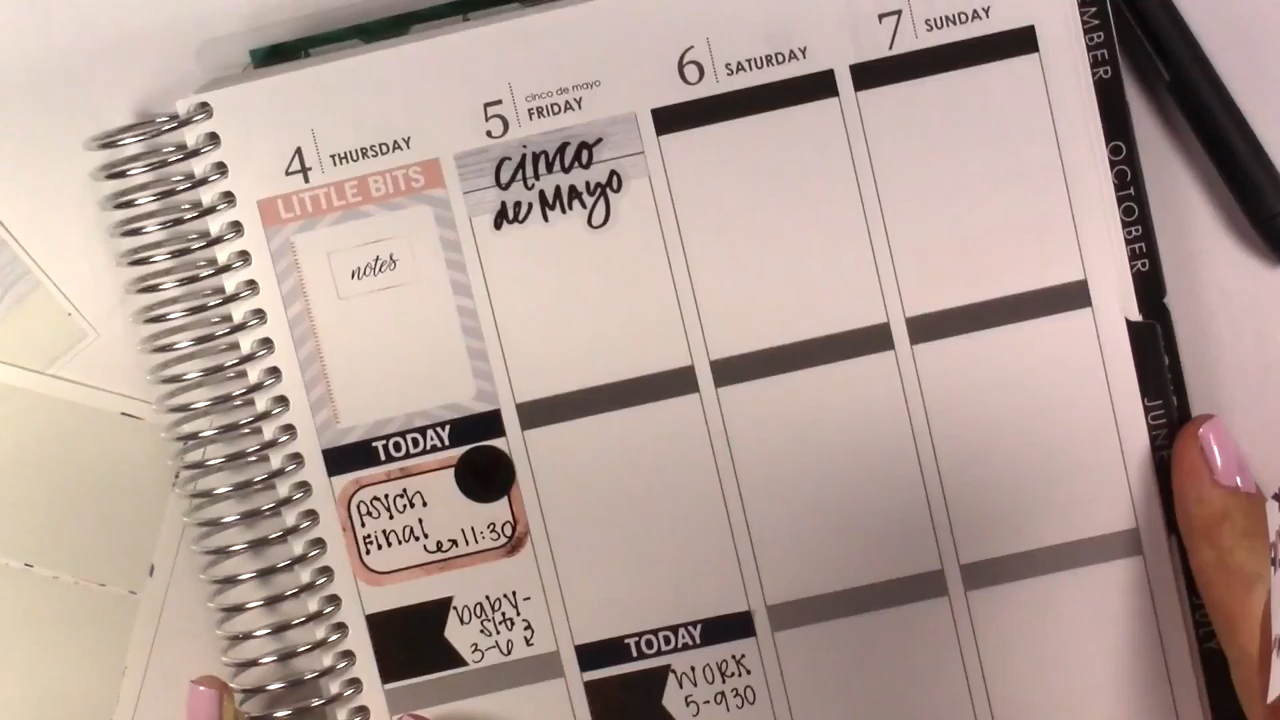 4 THURSDAY
LITTLE BITS
notes
TODAY
PSYCH
Final
11:30
baby-
sit
3-6
5 cinco de mayo
FRIDAY
cinco
de MAYO
TODAY
WORK
5-930
6 SATURDAY
7 SUNDAY
OCTOBER
JUNE
JULY